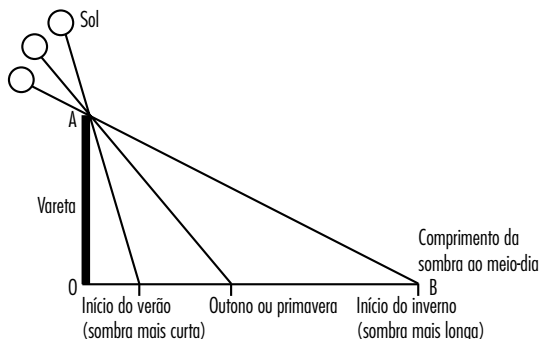 Sol
A
Vareta
Comprimento da
sombra ao meio-dia
O
B
Início do verão
(sombra mais curta)
Outono ou primavera
Início do inverno
(sombra mais longa)